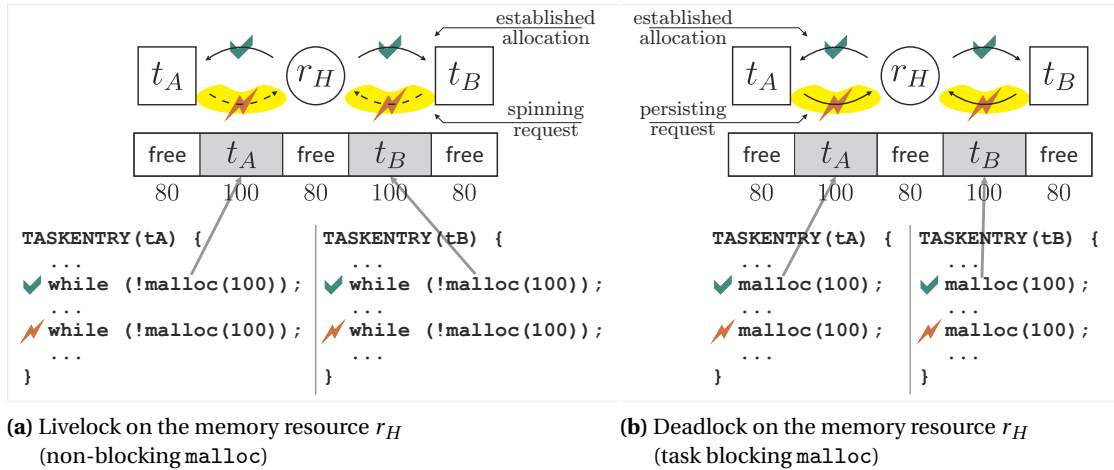 established
allocation
t_A
r_H
t_B
spinning
request
free t_A free t_B free
80 100 80 100 80
TASKENTRY(tA) {
...
while (!malloc(100));
...
while (!malloc(100));
...
}
TASKENTRY(tB) {
...
while (!malloc(100));
...
while (!malloc(100));
...
(a) Livelock on the memory resource r_H
(non-blocking malloc)
established
allocation
t_A
r_H
t_B
persisting
request
free t_A free t_B free
80 100 80 100 80
TASKENTRY(tA) {
...
malloc(100);
...
malloc(100);
...
}
TASKENTRY(tB) {
...
malloc(100);
...
malloc(100);
...
}
(b) Deadlock on the memory resource r_H
(task blocking malloc)